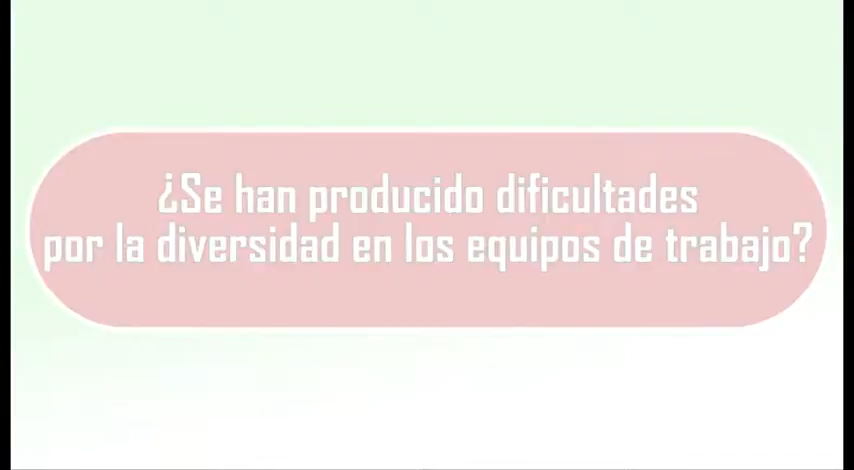 ¿Se han producido dificultades
por la diversidad en los equipos de trabajo?